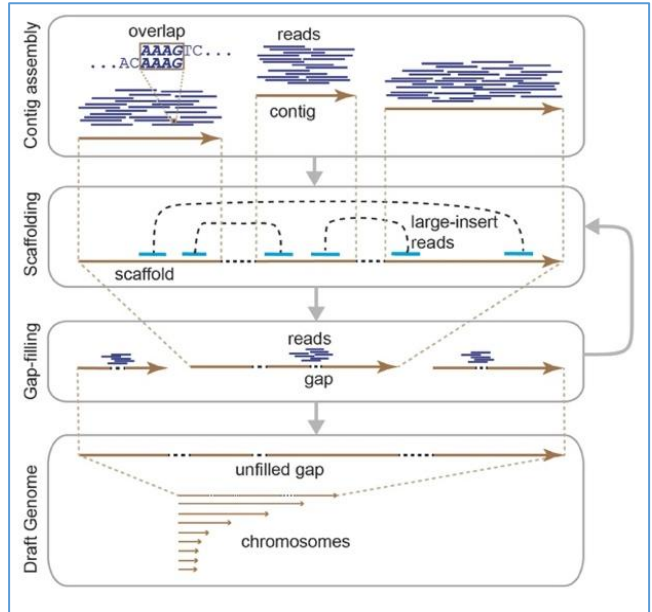 Contig assembly
overlap
AAAGTC...
...ACAAAG
reads
contig
Scaffolding
large-insert
reads
scaffold
Gap-filling
reads
gap
Draft Genome
unfilled gap
chromosomes